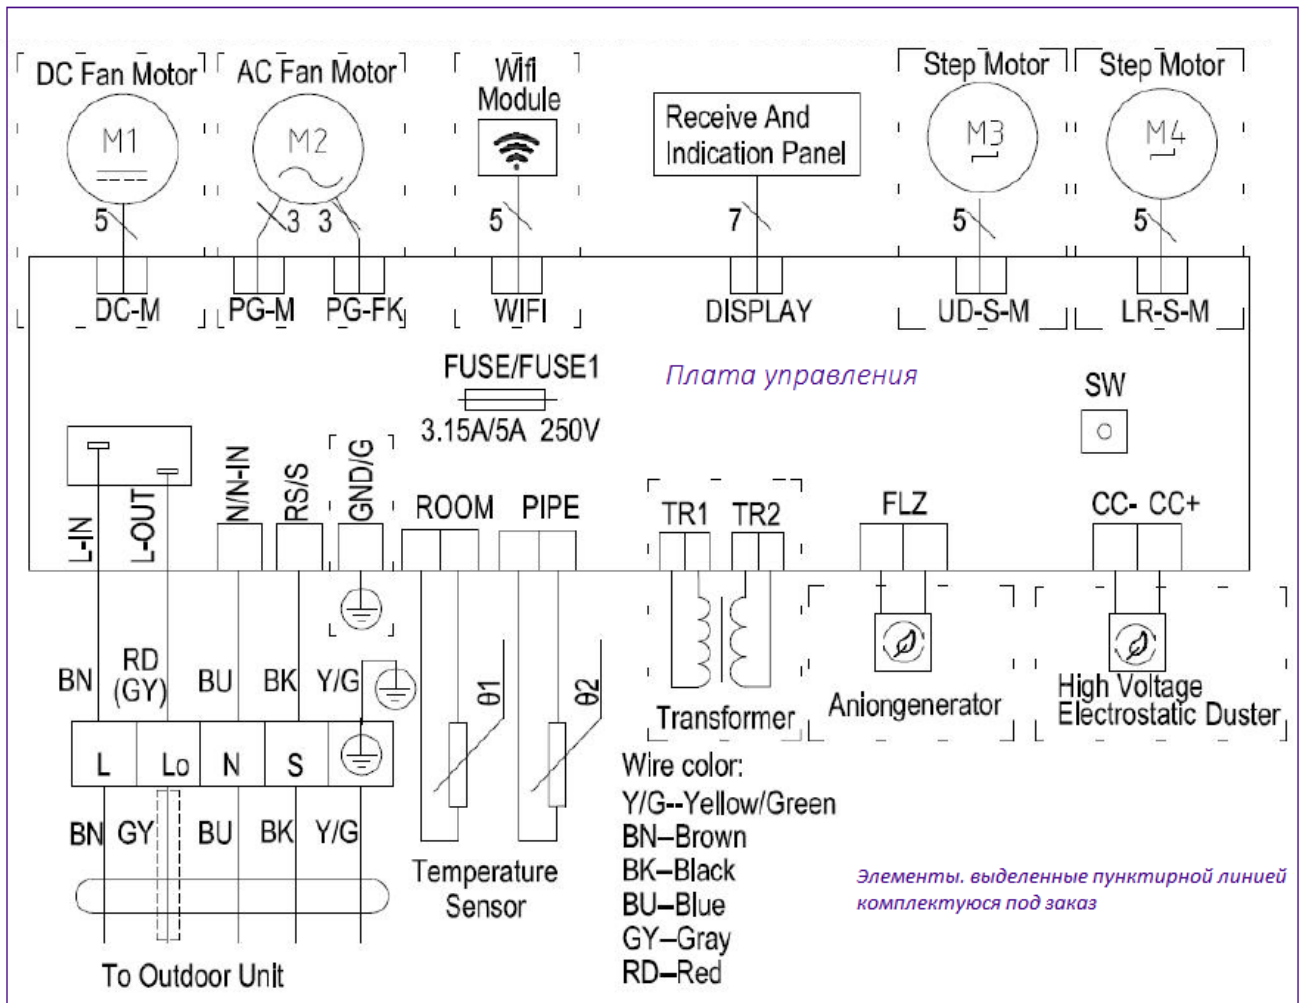 DC Fan Motor
AC Fan Motor
Wifi
Module
Step Motor
Step Motor
M1
M2
Receive And
Indication Panel
M3
M4
5
3
3
5
7
5
5
DC-M
PG-M
PG-FK
WIFI
DISPLAY
UD-S-M
LR-S-M
FUSE/FUSE1
3.15A/5A 250V
Плата управления
SW
L-IN
L-OUT
N/N-IN
RS/S
GND/G
ROOM
PIPE
TR1
TR2
FLZ
CC- CC+
BN
RD
(GY)
BU
BK
Y/G
θ1
θ2
Transformer
Aniongenerator
High Voltage
Electrostatic Duster
L
Lo
N
S
BN
GY
BU
BK
Y/G
Temperature
Sensor
To Outdoor Unit
Wire color:
Y/G--Yellow/Green
BN–Brown
BK–Black
BU–Blue
GY–Gray
RD–Red
Элементы. выделенные пунктирной линией
комплектуюся под заказ